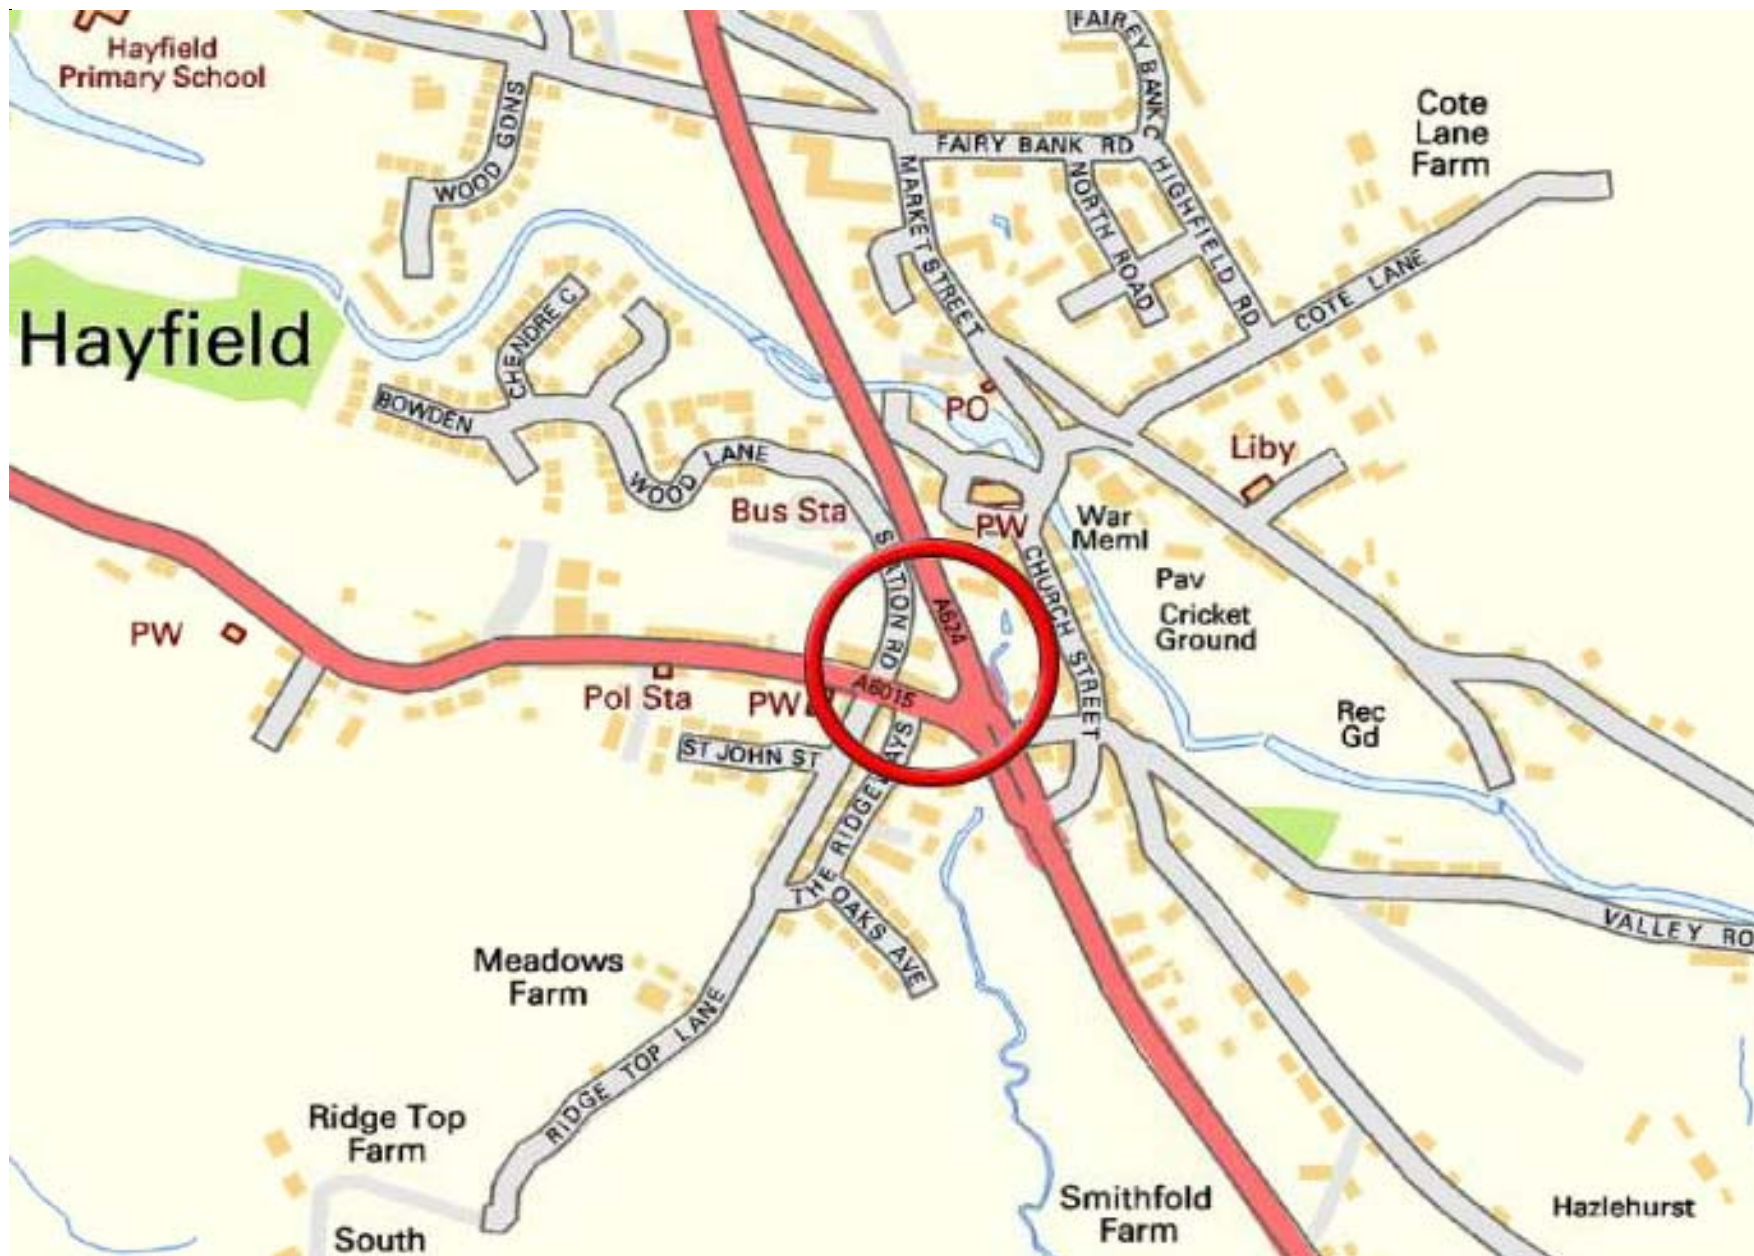 Hayfield
Primary School
WOOD GDNS
FAIREY BANK C
FAIRY BANK RD
Cote
Lane
Farm
MARKET STREET
NORTH ROAD
HIGHFIELD RD
COTE LANE
Hayfield
CHENDRE C
BOWDEN
WOOD LANE
PO
Liby
Bus Sta
PW
War
Meml
STATION RD
A624
CHURCH STREET
Pav
Cricket
Ground
PW
Pol Sta
PW
A6015
Rec
Gd
ST JOHN ST
THE RIDGEWAYS
OAKS AVE
VALLEY RO
Meadows
Farm
RIDGE TOP LANE
Ridge Top
Farm
South
Smithfold
Farm
Hazlehurst